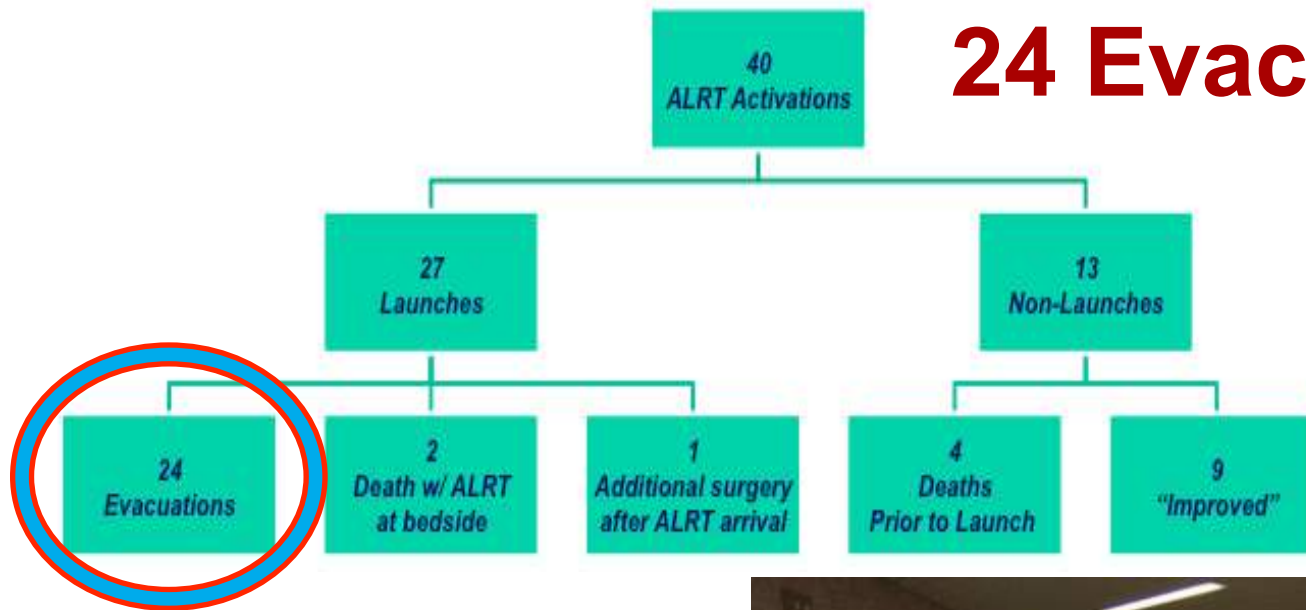 24 Evac
40
ALRT Activations
27
Launches
13
Non-Launches
24
Evacuations
2
Death w/ ALRT
at bedside
1
Additional surgery
after ALRT arrival
4
Deaths
Prior to Launch
9
“Improved”